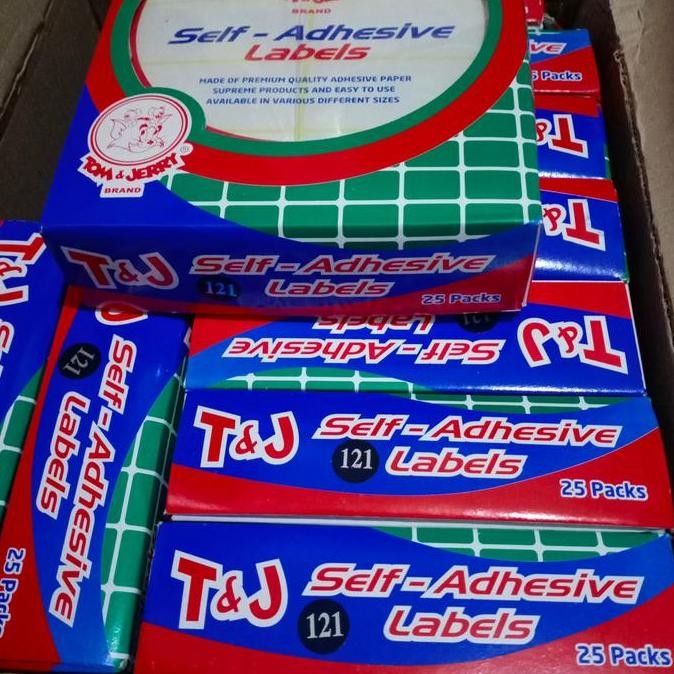 BRAND
Self - Adhesive
Labels
MADE OF PREMIUM QUALITY ADHESIVE PAPER
SUPREME PRODUCTS AND EASY TO USE
AVAILABLE IN VARIOUS DIFFERENT SIZES
TOM & JERRY ®
BRAND
T&J Self - Adhesive
121 Labels
25 Packs
T&J Self - Adhesive
121 Labels
T&J Self - Adhesive
121 Labels
25 Packs
T&J Self - Adhesive
121 Labels
25 Packs
Self - Adhesive
121 Labels
25 Packs
T&J
T&J
T&J
5 Packs